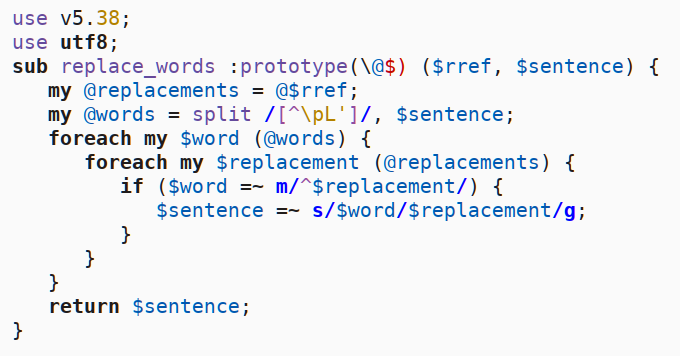 use v5.38;
use utf8;
sub replace_words :prototype(\@$) ($rref, $sentence) {
   my @replacements = @$rref;
   my @words = split /[^\pL']/, $sentence;
   foreach my $word (@words) {
      foreach my $replacement (@replacements) {
         if ($word =~ m/^$replacement/) {
            $sentence =~ s/$word/$replacement/g;
         }
      }
   }
   return $sentence;
}